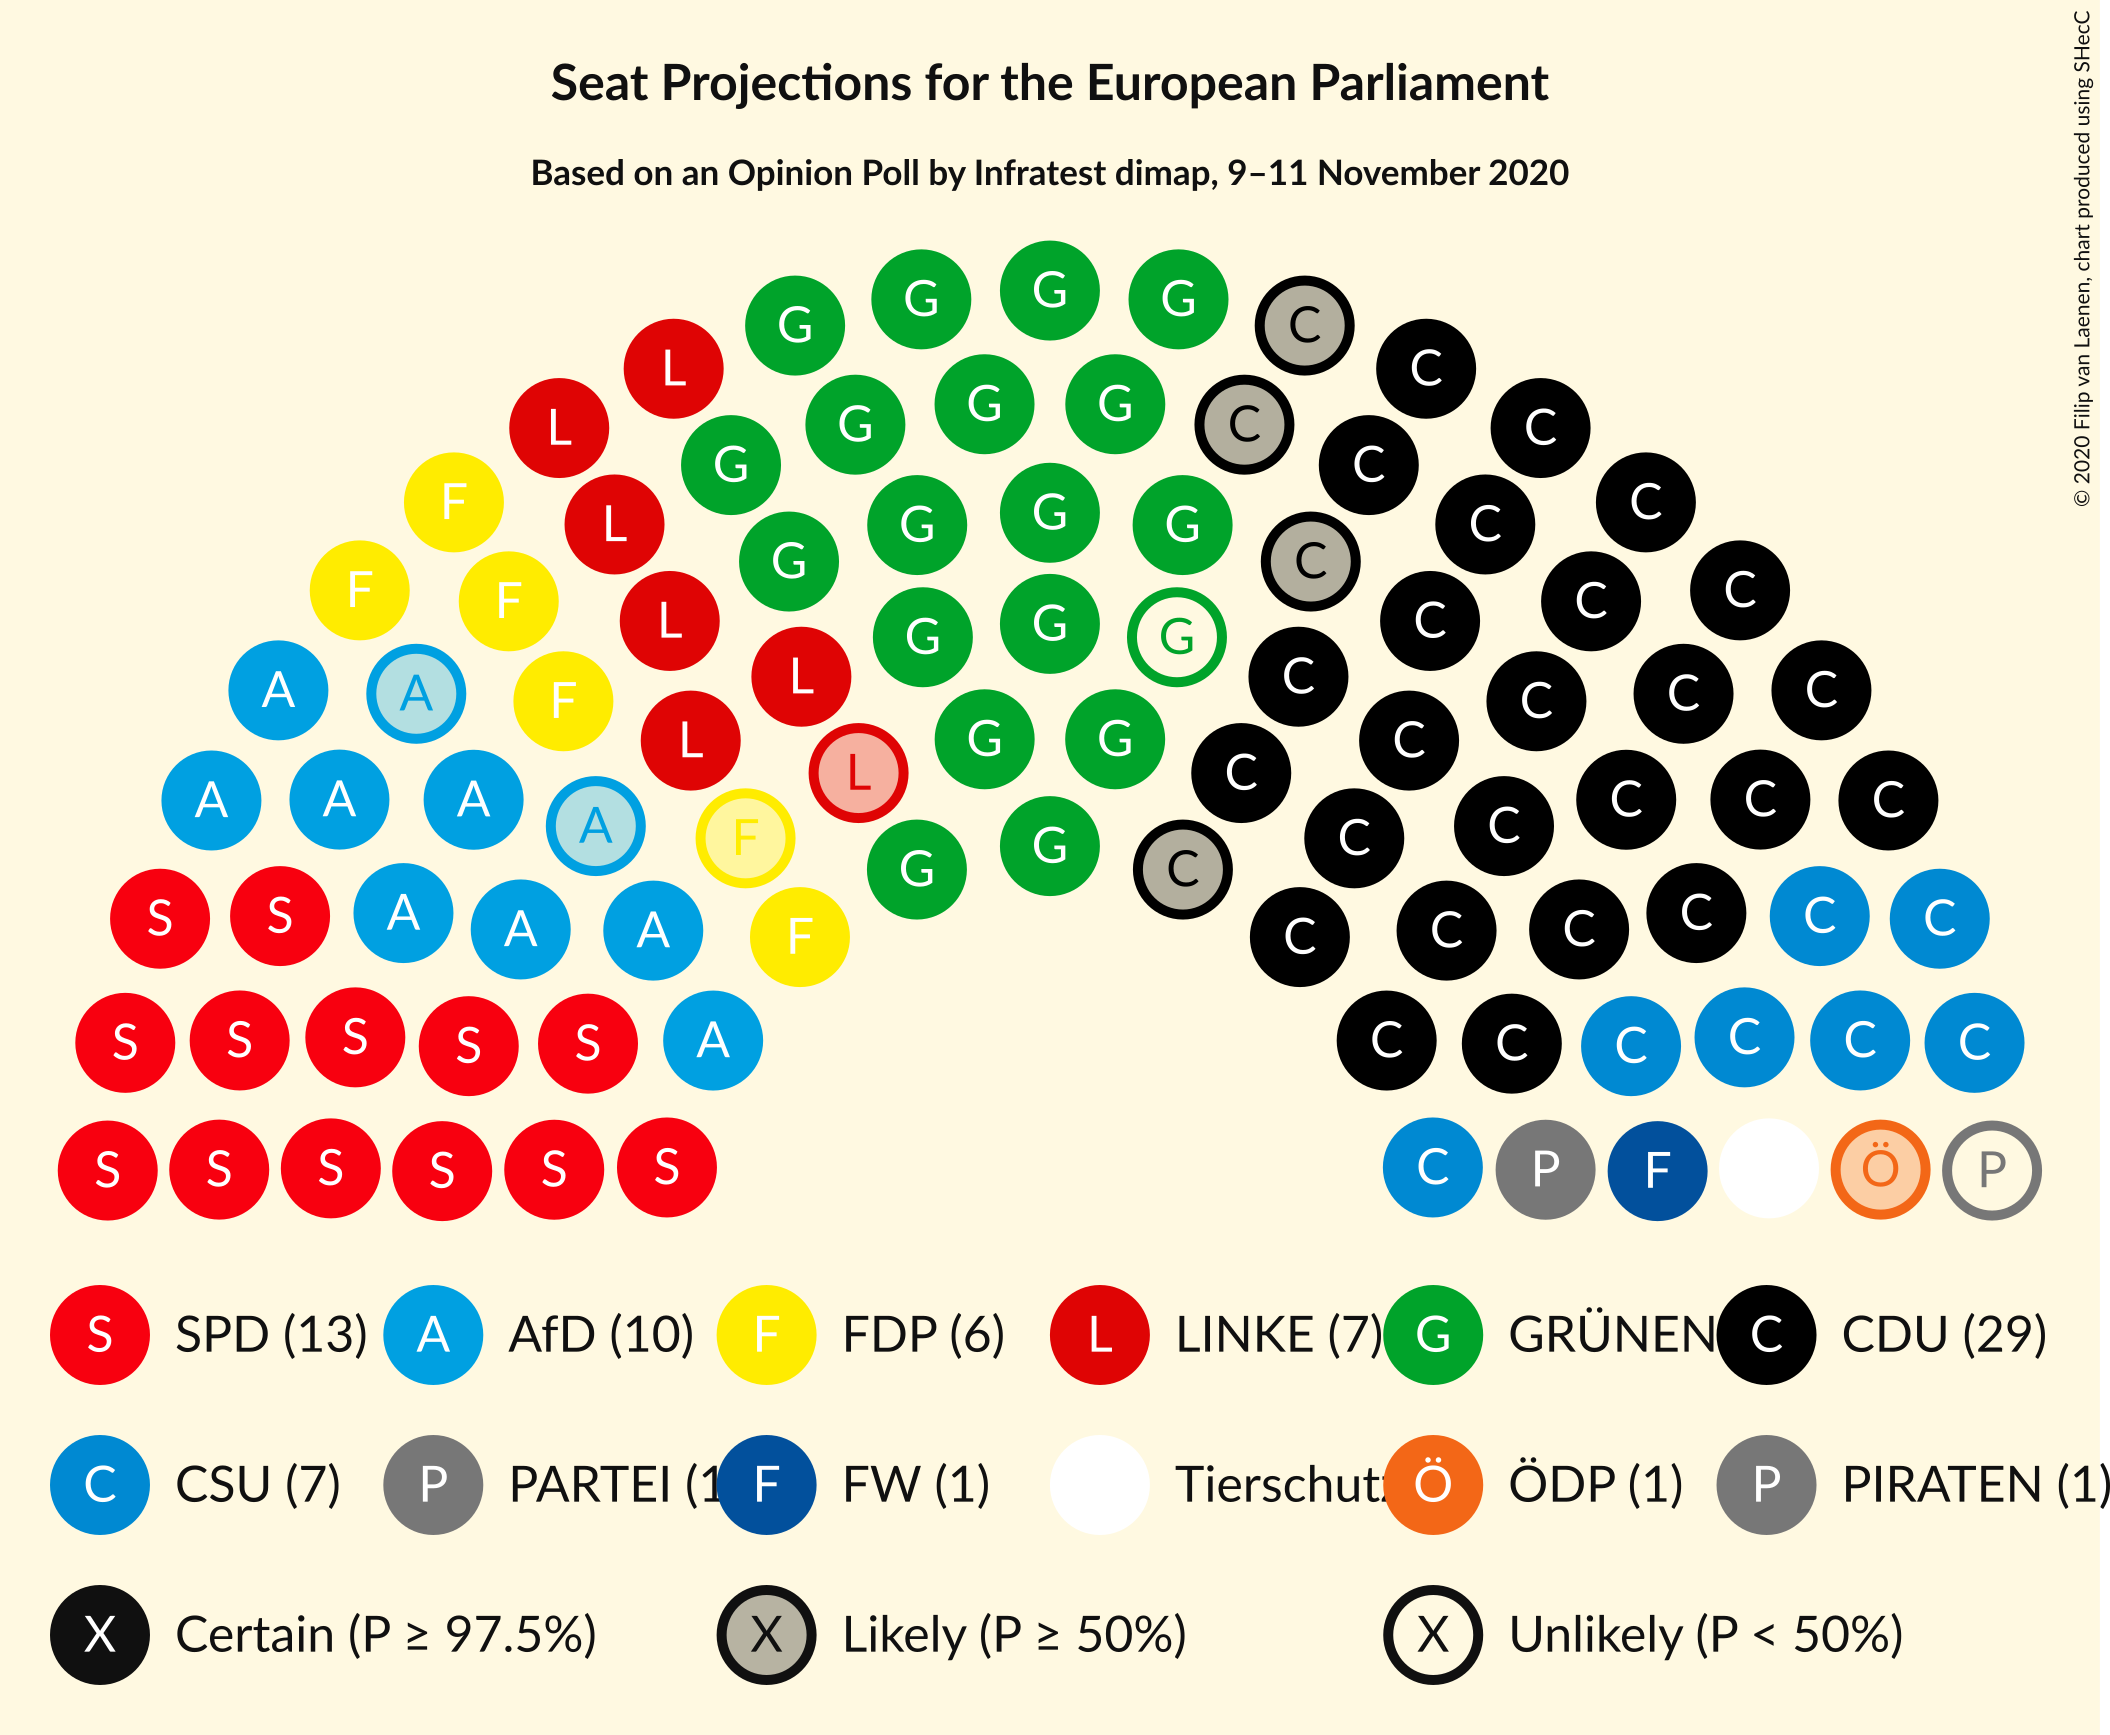 Seat Projections for the European Parliament
Based on an Opinion Poll by Infratest dimap, 9–11 November 2020
© 2020 Filip van Laenen, chart produced using SHecC
G G G G C
L G G G G C C
L F L G G G G C C C C
F F L G G G G C C C C
A A F L L G G C C C C C
A A A A L F L G G C C C C C C
S S A A A F G G C C C C C C C
S S S S S A C C C C C C
S S S S S S C P F Ö P
S SPD (13) A AfD (10) F FDP (6) L LINKE (7) G GRÜNEN C CDU (29)
C CSU (7) P PARTEI (1 F FW (1) Tierschutz Ö ÖDP (1) P PIRATEN (1)
X Certain (P ≥ 97.5%) X Likely (P ≥ 50%) X Unlikely (P < 50%)